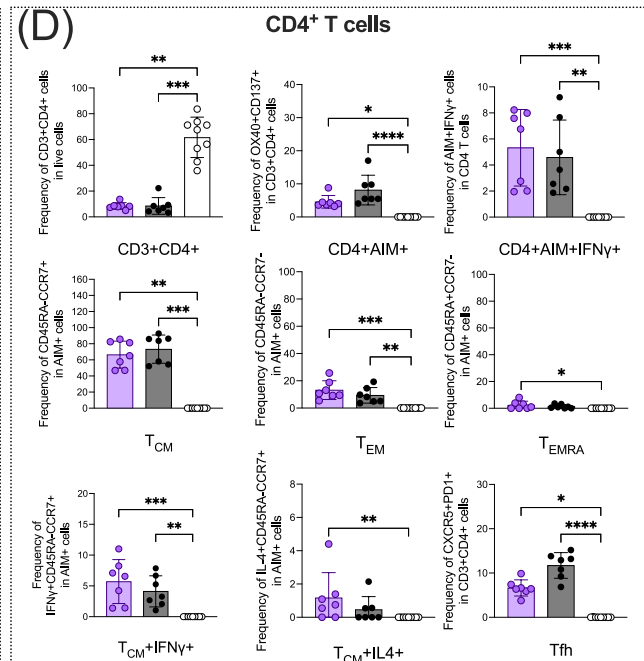 (D)
CD4⁺ T cells
Frequency of CD3+CD4+ cells
in live cells
100
80
60
40
20
0
**
***
CD3+CD4+
Frequency of OX40+CD137+
in CD3+CD4+ cells
40
30
20
10
0
*
****
CD4+AIM+
Frequency of AIM+IFNγ+ cells
in CD4 T cells
10
8
6
4
2
0
***
**
CD4+AIM+IFNγ+
Frequency of CD45RA-CCR7+
in AIM+ cells
160
140
120
100
80
60
40
20
0
**
***
TCM
Frequency of CD45RA-CCR7-
in AIM+ cells
100
80
60
40
20
0
***
**
TEM
Frequency of CD45RA+CCR7-
in AIM+ cells
100
80
60
40
20
0
*
TEMRA
Frequency of
IFNγ+CD45RA-CCR7+
in AIM+ cells
20
15
10
5
0
***
**
TCM+IFNγ+
Frequency of IL-4+CD45RA-CCR7+
in AIM+ cells
8
6
4
2
0
**
TCM+IL4+
Frequency of CXCR5+PD1+
in CD3+CD4+ cells
30
20
10
0
*
****
Tfh